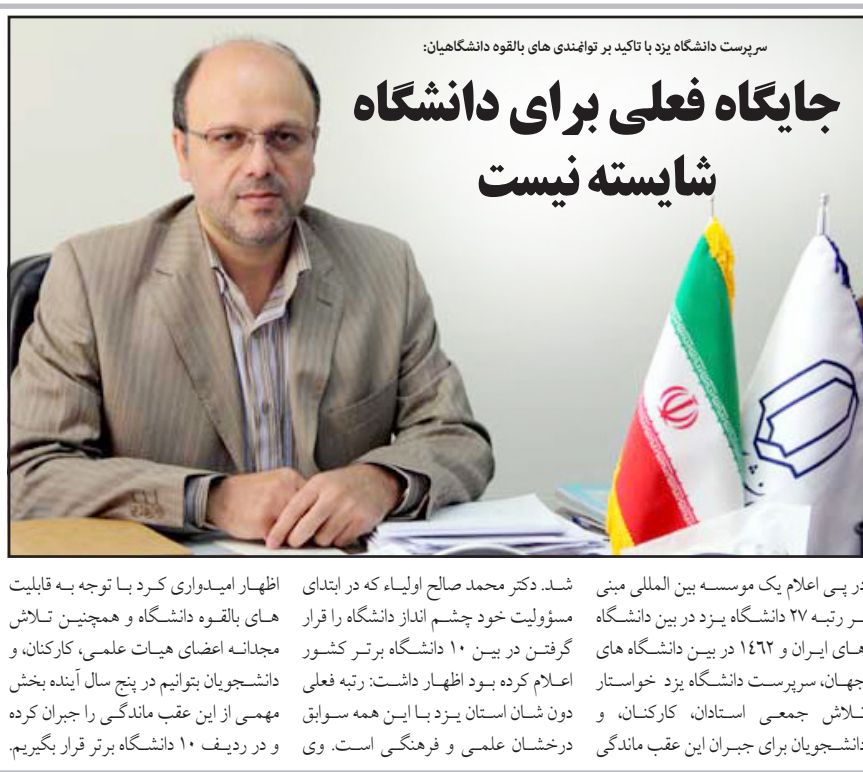 سرپرست دانشگاه یزد با تاکید بر توانمندی های بالقوه دانشگاهیان:
جایگاه فعلی برای دانشگاه
شایسته نیست
در پی اعلام یک موسسه بین المللی مبنی
بر رتبه ۲۷ دانشگاه یزد در بین دانشگاه
های ایران و ۱٤٦۲ در بین دانشگاه های
جهان، سرپرست دانشگاه یزد خواستار
تلاش جمعی استادان، کارکنان، و
دانشجویان برای جبران این عقب ماندگی
شد. دکتر محمد صالح اولیاء که در ابتدای
مسؤولیت خود چشم انداز دانشگاه را قرار
گرفتن در بین ۱۰ دانشگاه برتر کشور
اعلام کرده بود اظهار داشت: رتبه فعلی
دون شان استان یزد با این همه سوابق
درخشان علمی و فرهنگی است. وی
اظهار امیدواری کرد با توجه به قابلیت
های بالقوه دانشگاه و همچنین تلاش
مجدانه اعضای هیات علمی، کارکنان، و
دانشجویان بتوانیم در پنج سال آینده بخش
مهمی از این عقب ماندگی را جبران کرده
و در ردیف ۱۰ دانشگاه برتر قرار بگیریم.